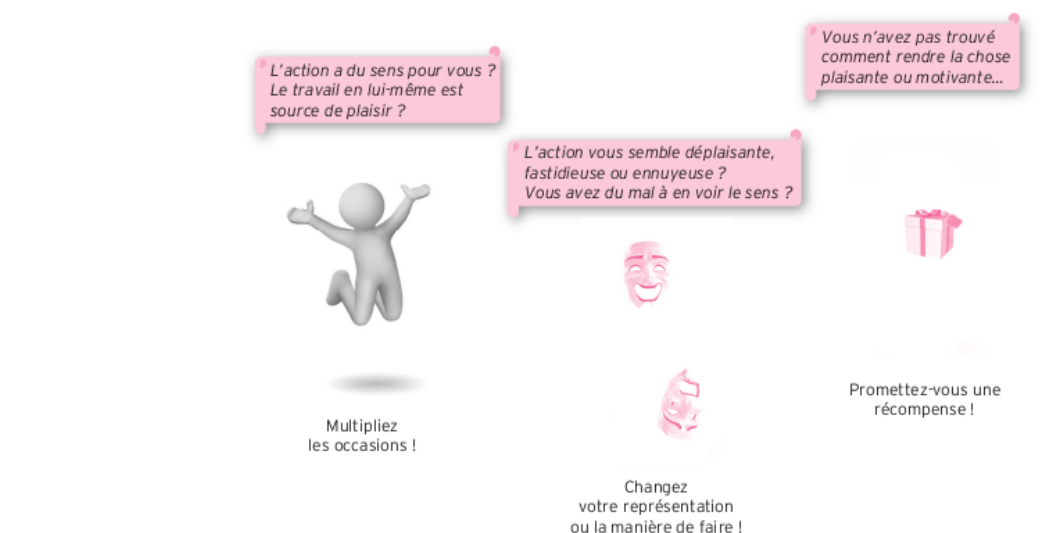 L'action a du sens pour vous ?
Le travail en lui-même est
source de plaisir ?
Multipliez
les occasions !
L'action vous semble déplaisante,
fastidieuse ou ennuyeuse ?
Vous avez du mal à en voir le sens ?
Changez
votre représentation
ou la manière de faire !
Vous n'avez pas trouvé
comment rendre la chose
plaisante ou motivante...
Promettez-vous une
récompense !